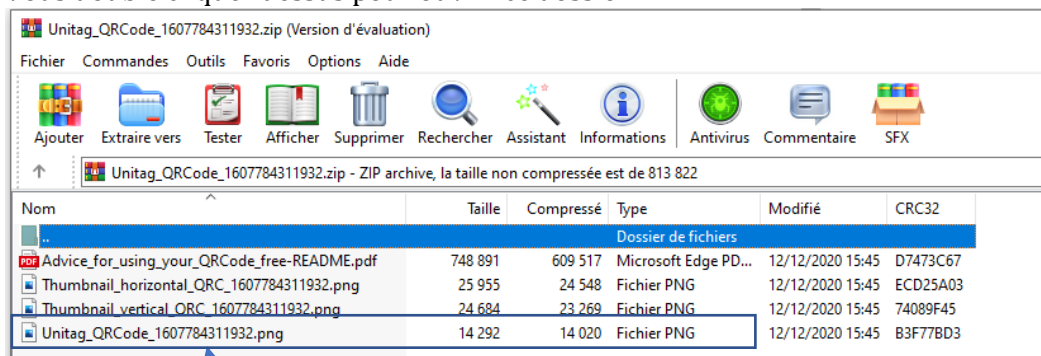 Unitag_QRCode_1607784311932.zip (Version d'évaluation)
Fichier Commandes Outils Favoris Options Aide
Ajouter Extraire vers Tester Afficher Supprimer Rechercher Assistant Informations Antivirus Commentaire SFX
Unitag_QRCode_1607784311932.zip - ZIP archive, la taille non compressée est de 813 822
Nom Taille Compressé Type Modifié CRC32
.. Dossier de fichiers
PDF Advice_for_using_your_QRCode_free-README.pdf 748 891 609 517 Microsoft Edge PD... 12/12/2020 15:45 D7473C67
Thumbnail_horizontal_QRC_1607784311932.png 25 955 24 548 Fichier PNG 12/12/2020 15:45 ECD25A03
Thumbnail_vertical_QRC_1607784311932.png 24 684 23 269 Fichier PNG 12/12/2020 15:45 74089F45
Unitag_QRCode_1607784311932.png 14 292 14 020 Fichier PNG 12/12/2020 15:45 B3F77BD3